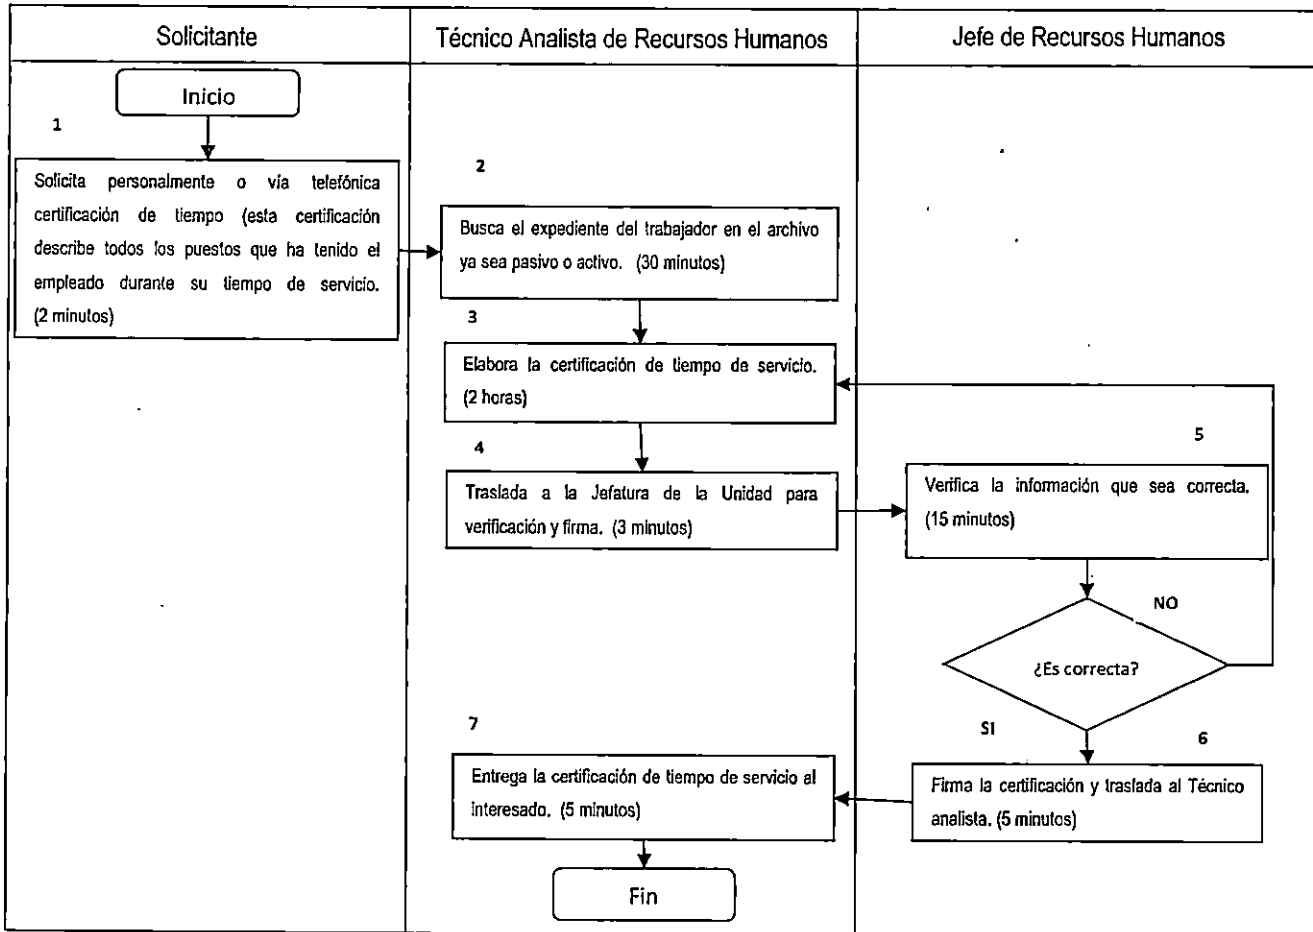 Solicitante
Técnico Analista de Recursos Humanos
Jefe de Recursos Humanos
Inicio
1
Solicita personalmente o vía telefónica
certificación de tiempo (esta certificación
describe todos los puestos que ha tenido el
empleado durante su tiempo de servicio.
(2 minutos)
2
Busca el expediente del trabajador en el archivo
ya sea pasivo o activo. (30 minutos)
3
Elabora la certificación de tiempo de servicio.
(2 horas)
4
Traslada a la Jefatura de la Unidad para
verificación y firma. (3 minutos)
5
Verifica la información que sea correcta.
(15 minutos)
NO
¿Es correcta?
SI
6
Firma la certificación y traslada al Técnico
analista. (5 minutos)
7
Entrega la certificación de tiempo de servicio al
interesado. (5 minutos)
Fin